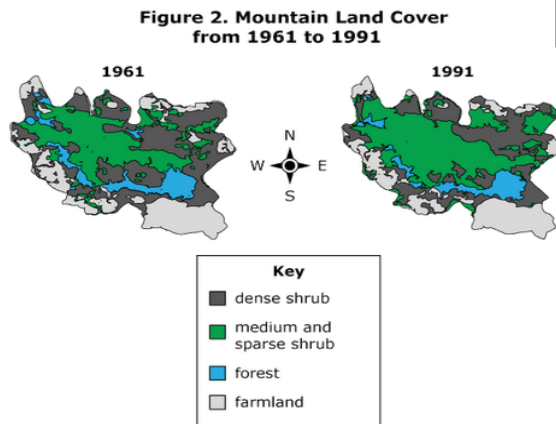 Figure 2. Mountain Land Cover
from 1961 to 1991
1961
1991
N
W
E
S
Key
dense shrub
medium and
sparse shrub
forest
farmland